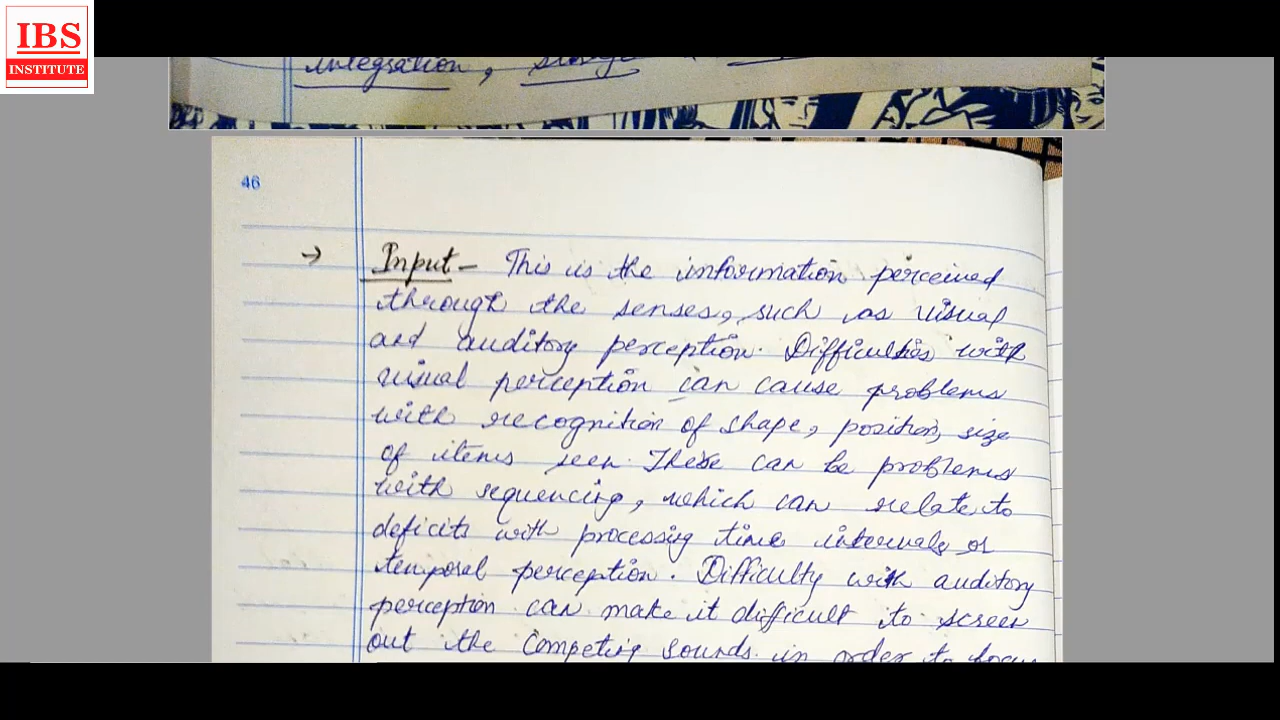 IBS
INSTITUTE
integration, storage
46
→ Input - This is the information perceived
through the senses, such as visual
and auditory perception. Difficulties with
visual perception can cause problems
with recognition of shape, position, size
of items seen. There can be problems
with sequencing, which can relate to
deficits with processing time intervals or
temporal perception. Difficulty with auditory
perception can make it difficult to screen
out the competing sounds in order to focus